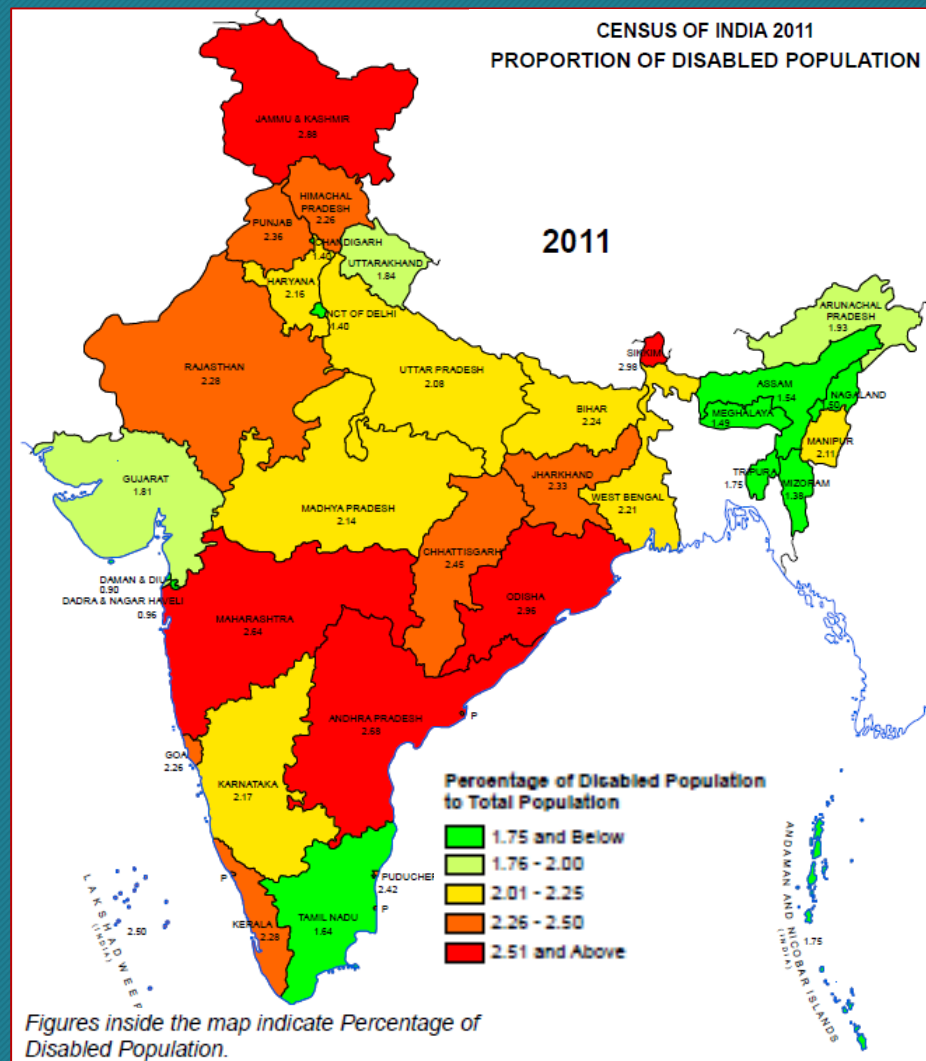 CENSUS OF INDIA 2011
PROPORTION OF DISABLED POPULATION
2011
JAMMU & KASHMIR
2.88
HIMACHAL
PRADESH
2.26
PUNJAB
2.36
CHANDIGARH
1.40
UTTARAKHAND
1.84
HARYANA
2.16
NCT OF DELHI
1.40
RAJASTHAN
2.28
UTTAR PRADESH
2.08
ARUNACHAL
PRADESH
1.93
SIKKIM
2.98
ASSAM
1.54
NAGALAND
1.50
MEGHALAYA
1.49
MANIPUR
2.11
BIHAR
2.24
TRIPURA
1.75
MIZORAM
1.38
GUJARAT
1.81
MADHYA PRADESH
2.14
JHARKHAND
2.33
WEST BENGAL
2.21
CHHATTISGARH
2.45
DAMAN & DIU
0.90
DADRA & NAGAR HAVELI
0.96
MAHARASHTRA
2.64
ODISHA
2.96
ANDHRA PRADESH
2.68
P
GOA
2.26
KARNATAKA
2.17
Percentage of Disabled Population
to Total Population
1.75 and Below
1.76 - 2.00
2.01 - 2.25
2.26 - 2.50
2.51 and Above
P
PUDUCHER
2.42
P
KERALA
2.28
TAMIL NADU
1.64
LAKSHADWEEP
(INDIA)
2.50
ANDAMAN AND NICOBAR ISLANDS
(INDIA)
1.75
Figures inside the map indicate Percentage of
Disabled Population.